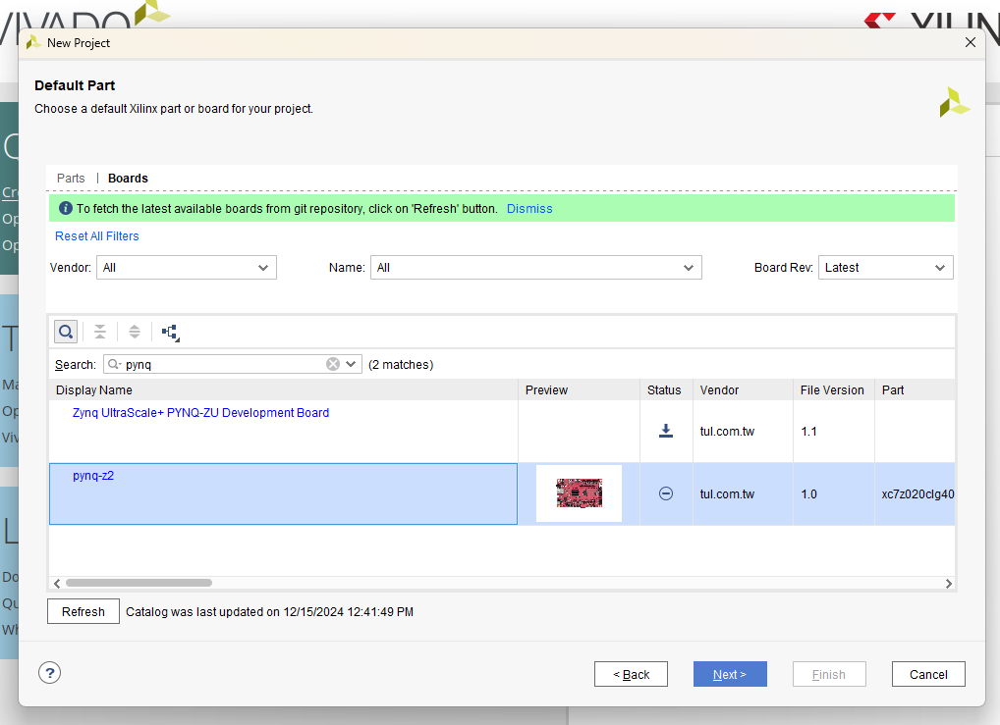 VIVADO
XILIN
New Project
Default Part
Choose a default Xilinx part or board for your project.
Parts | Boards
To fetch the latest available boards from git repository, click on 'Refresh' button. Dismiss
Reset All Filters
Vendor: All Name: All Board Rev: Latest
Search: pynq (2 matches)
Display Name Preview Status Vendor File Version Part
Zynq UltraScale+ PYNQ-ZU Development Board tul.com.tw 1.1
pynq-z2 tul.com.tw 1.0 xc7z020clg40
Refresh Catalog was last updated on 12/15/2024 12:41:49 PM
? < Back Next > Finish Cancel